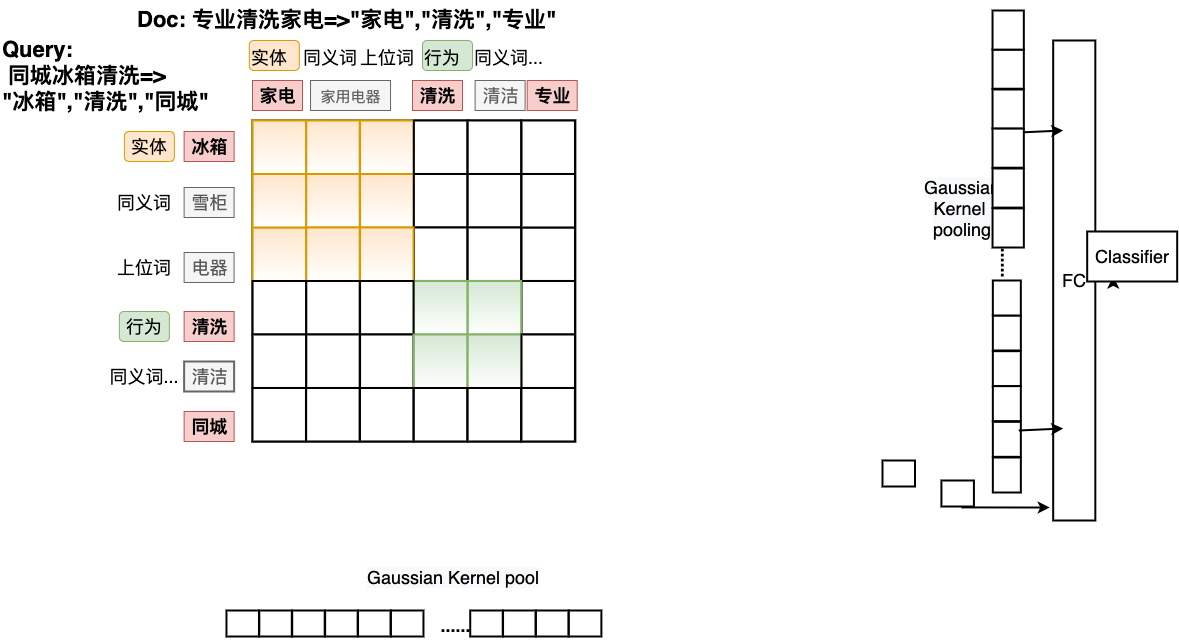 Doc: 专业清洗家电=>"家电","清洗","专业"
Query:
同城冰箱清洗=>
"冰箱","清洗","同城"
实体 同义词 上位词 行为 同义词...
家电 家用电器 清洗 清洁 专业
实体 冰箱
同义词 雪柜
上位词 电器
行为 清洗
同义词... 清洁
同城
Gaussian
Kernel
pooling
FC
Classifier
Gaussian Kernel pool
......